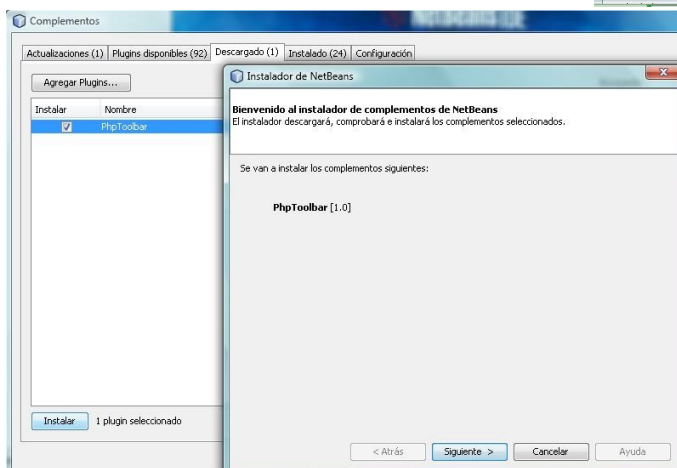 Complementos
Actualizaciones (1) Plugins disponibles (92) Descargado (1) Instalado (24) Configuración
Agregar Plugins...
Instalar Nombre
PhpToolbar
Instalar 1 plugin seleccionado
Instalador de NetBeans
Bienvenido al instalador de complementos de NetBeans
El instalador descargará, comprobará e instalará los complementos seleccionados.
Se van a instalar los complementos siguientes:
PhpToolbar [1.0]
< Atrás Siguiente > Cancelar Ayuda